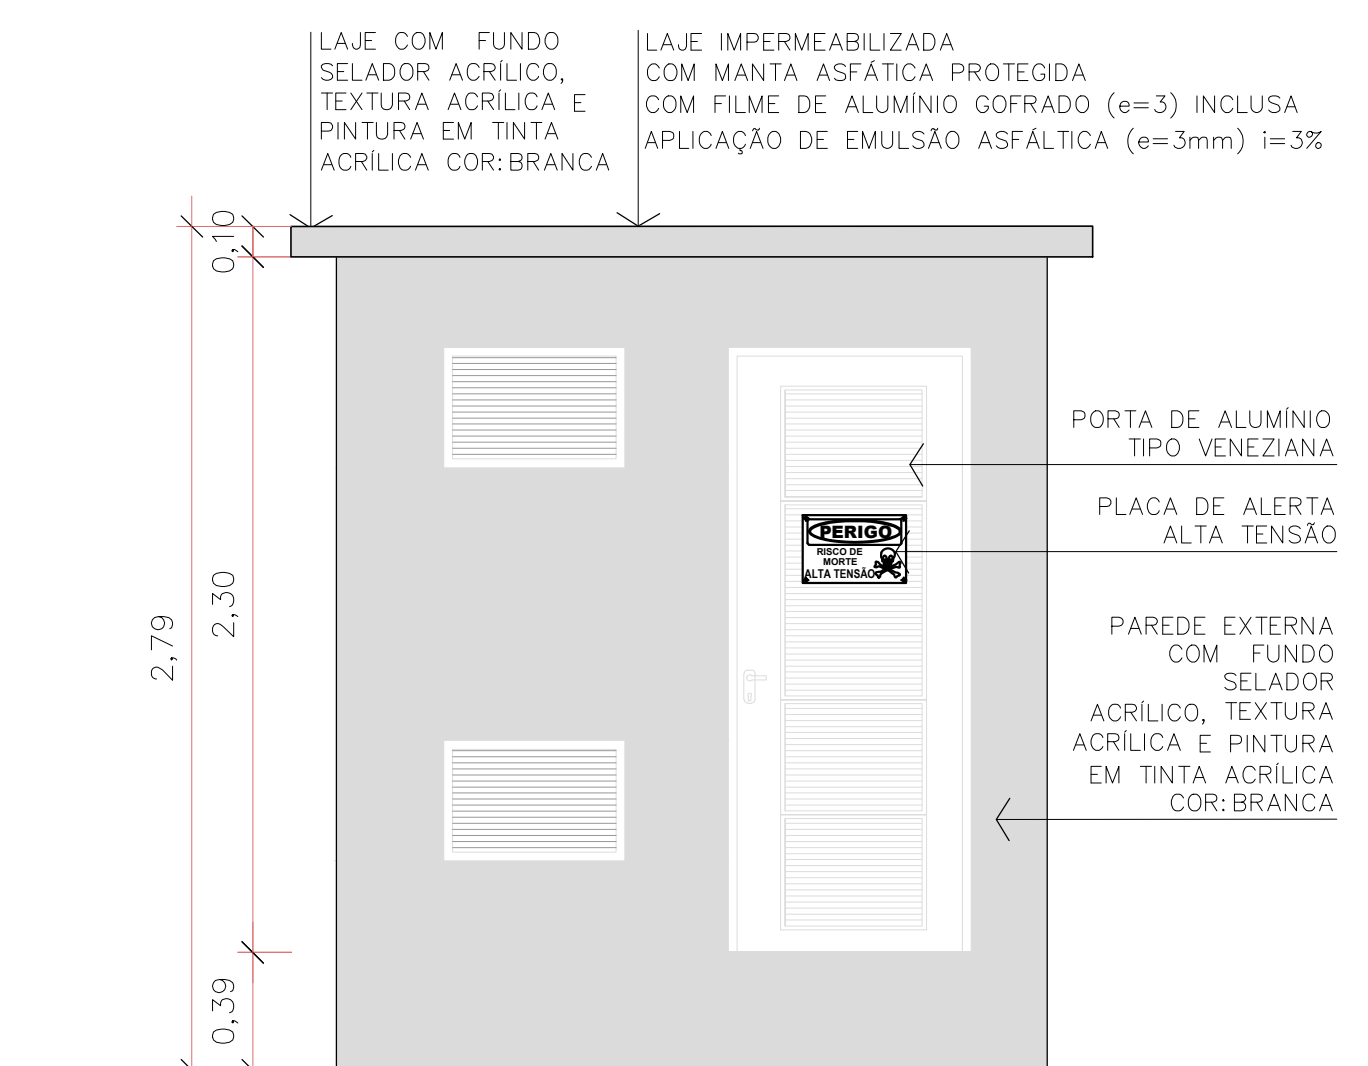 LAJE COM FUNDO
SELADOR ACRÍLICO,
TEXTURA ACRÍLICA E
PINTURA EM TINTA
ACRÍLICA COR:BRANCA
LAJE IMPERMEABILIZADA
COM MANTA ASFÁTICA PROTEGIDA
COM FILME DE ALUMÍNIO GOFRADO (e=3) INCLUSA
APLICAÇÃO DE EMULSÃO ASFÁLTICA (e=3mm) i=3%
0,10
2,30
2,79
0,39
PORTA DE ALUMÍNIO
TIPO VENEZIANA
PLACA DE ALERTA
ALTA TENSÃO
PERIGO
RISCO DE
MORTE
ALTA TENSÃO
PAREDE EXTERNA
COM FUNDO
SELADOR
ACRÍLICO, TEXTURA
ACRÍLICA E PINTURA
EM TINTA ACRÍLICA
COR:BRANCA